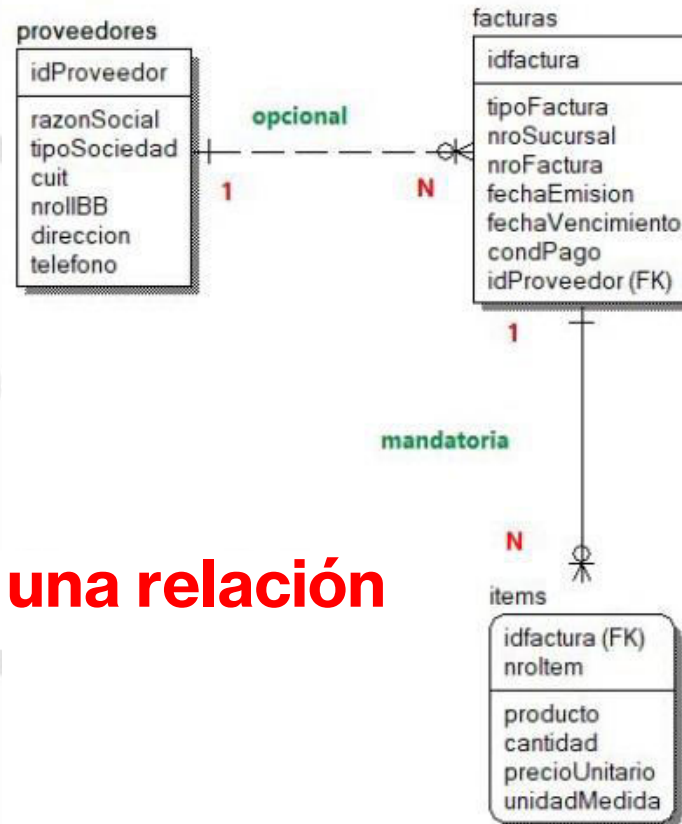 proveedores
idProveedor
razonSocial
tipoSociedad
cuit
nroIIBB
direccion
telefono
opcional
1
N
facturas
idfactura
tipoFactura
nroSucursal
nroFactura
fechaEmision
fechaVencimiento
condPago
idProveedor (FK)
1
mandatoria
N
una relación
items
idfactura (FK)
nroItem
producto
cantidad
precioUnitario
unidadMedida